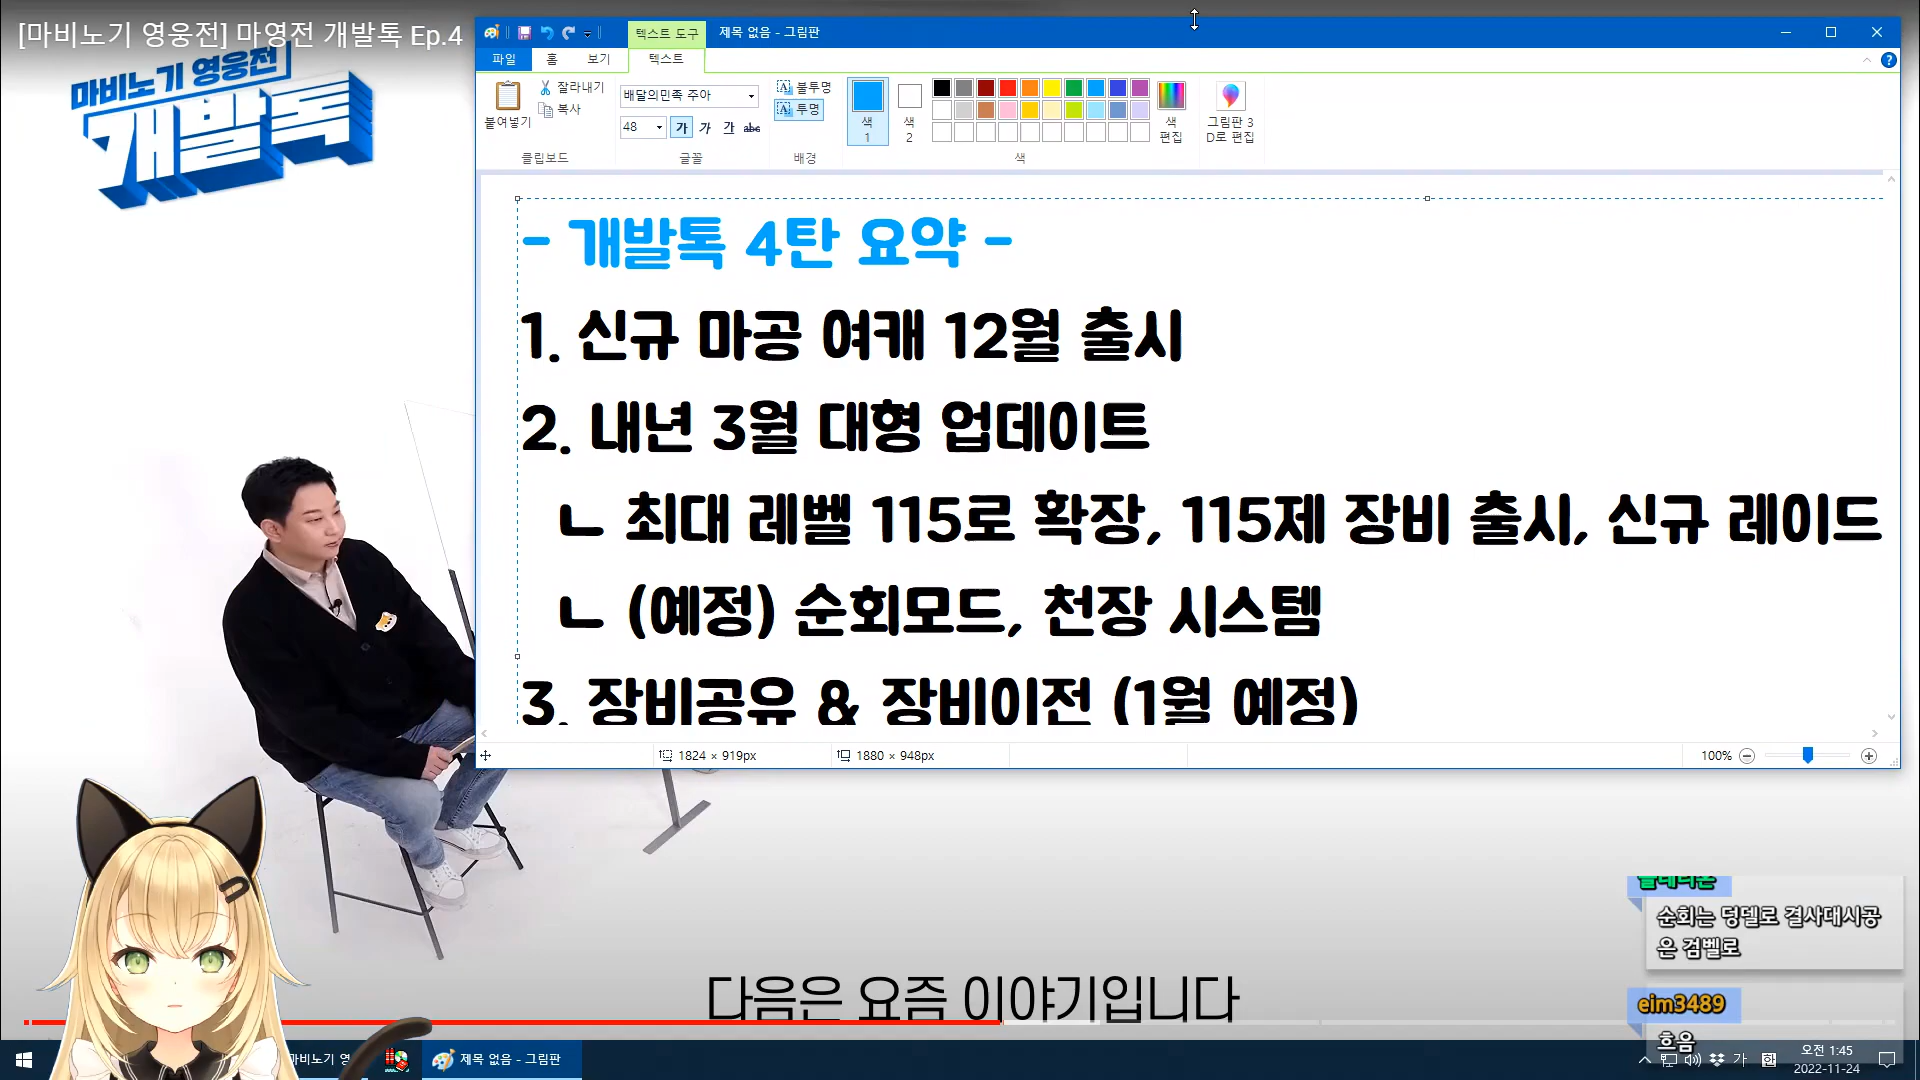 [마비노기 영웅전] 마영전 개발톡 Ep.4
마비노기 영웅전
개발톡
텍스트 도구
제목 없음 - 그림판
파일
홈
보기
텍스트
붙여넣기
잘라내기
복사
클립보드
배달의민족 주아
48
가 가 가 abc
글꼴
불투명
투명
배경
색 1
색 2
색 편집
그림판 3D로 편집
색
- 개발톡 4탄 요약 -
1. 신규 마공 여캐 12월 출시
2. 내년 3월 대형 업데이트
ㄴ 최대 레벨 115로 확장, 115제 장비 출시, 신규 레이드
ㄴ (예정) 순회모드, 천장 시스템
3. 장비공유 & 장비이전 (1월 예정)
1824 × 919px
1880 × 948px
100%
순회는 덩델로 결사대시공
은 검벨로
eim3489
흐음
다음은 요즘 이야기입니다
마비노기 영
제목 없음 - 그림판
가
한
오전 1:45
2022-11-24